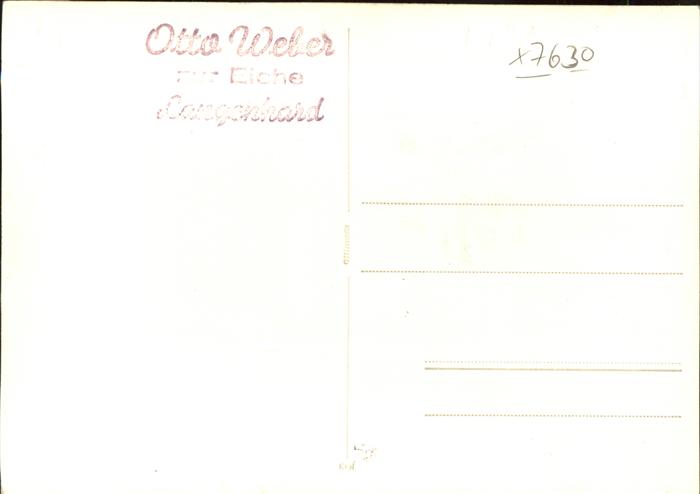 Otto Weber
zur Eiche
Langenhard
x7630